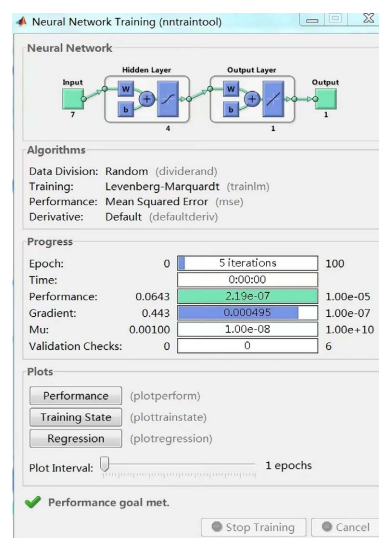 Neural Network Training (nntraintool)
Neural Network
Hidden Layer Output Layer
Input Output
W W
b b
7 4 1 1
Algorithms
Data Division: Random (dividerand)
Training: Levenberg-Marquardt (trainlm)
Performance: Mean Squared Error (mse)
Derivative: Default (defaultderiv)
Progress
Epoch: 0 5 iterations 100
Time: 0:00:00
Performance: 0.0643 2.19e-07 1.00e-05
Gradient: 0.443 0.000495 1.00e-07
Mu: 0.00100 1.00e-08 1.00e+10
Validation Checks: 0 0 6
Plots
Performance (plotperform)
Training State (plottrainstate)
Regression (plotregression)
Plot Interval: 1 epochs
Performance goal met.
Stop Training Cancel